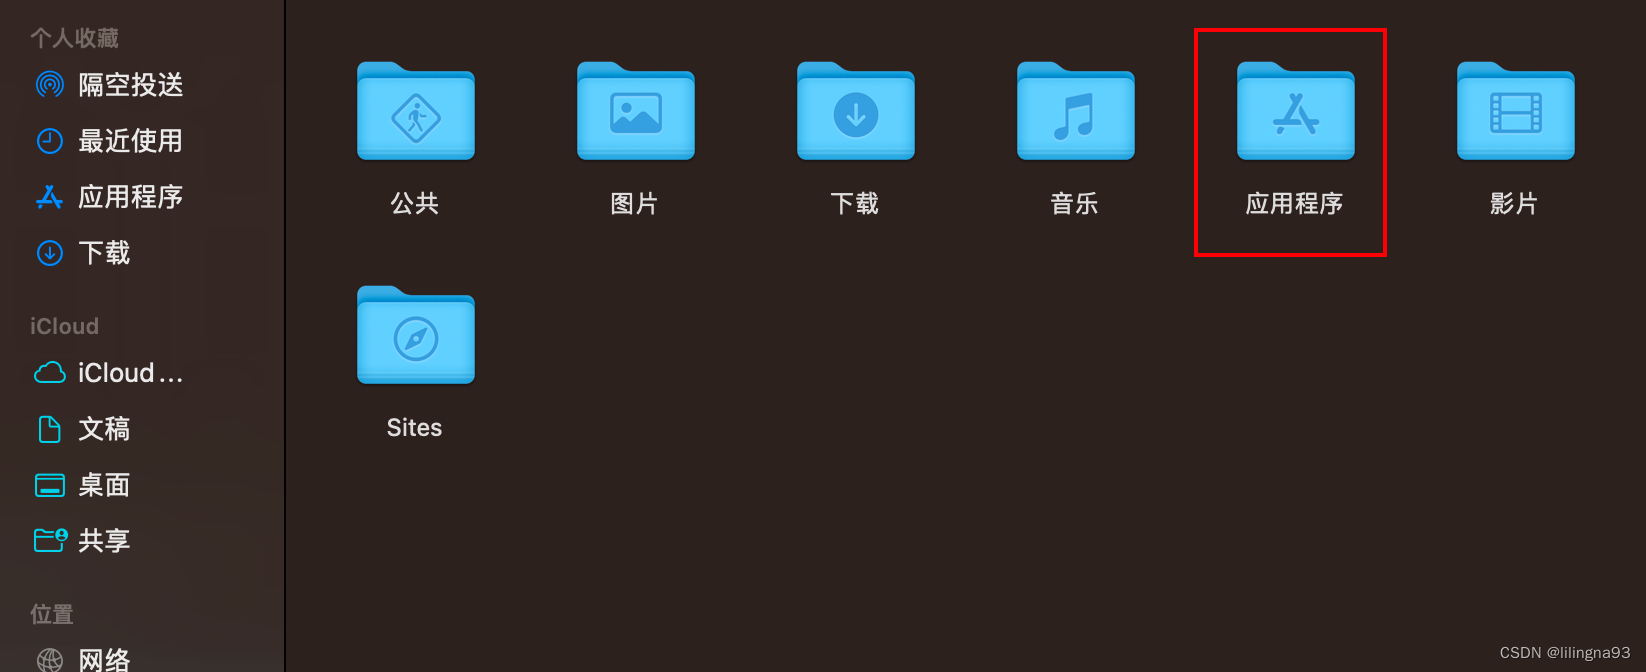 个人收藏
隔空投送
最近使用
应用程序
下载
iCloud
iCloud...
文稿
桌面
共享
位置
网络
公共
图片
下载
音乐
应用程序
影片
Sites
CSDN @lilingna93